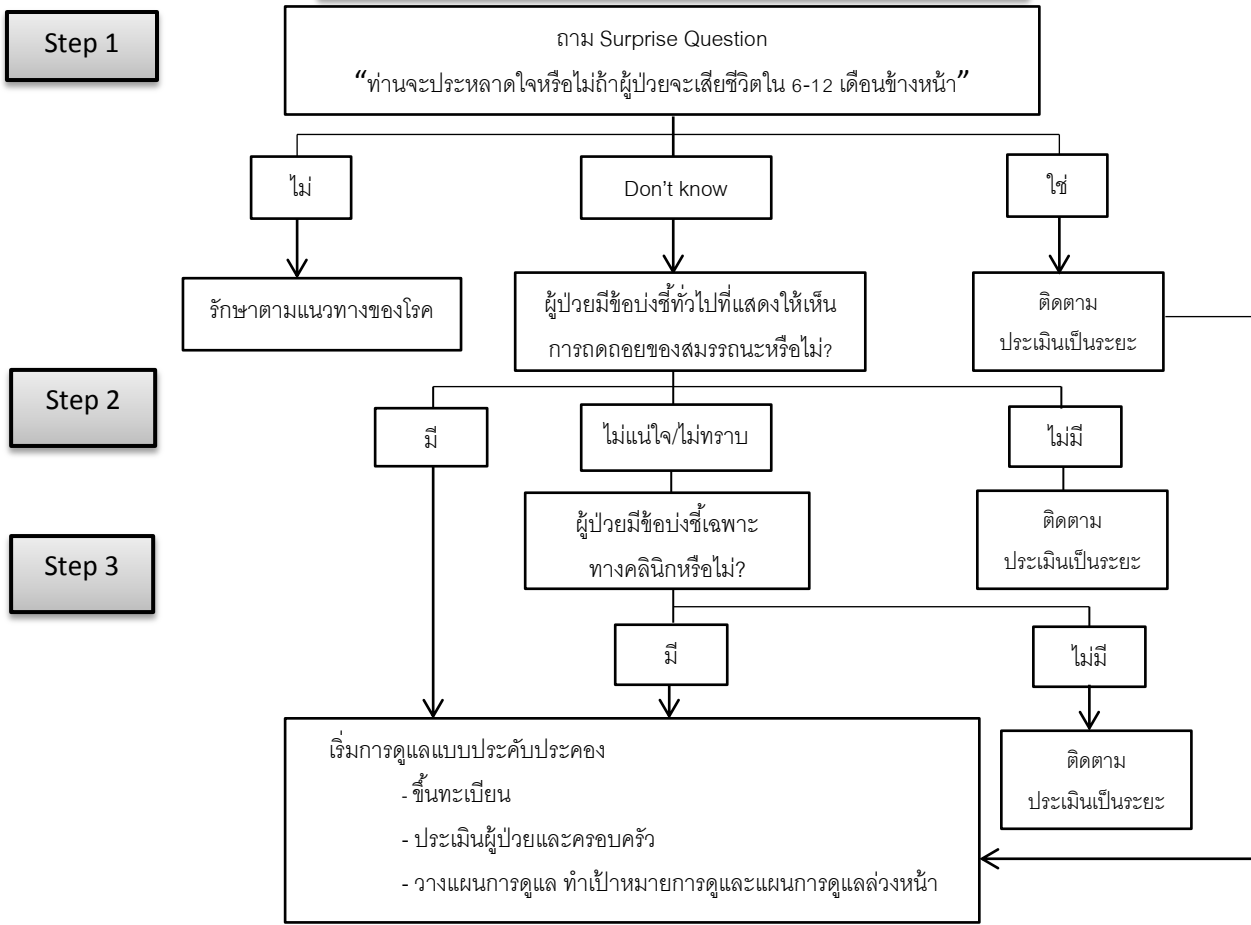 Step 1
ถาม Surprise Question
“ท่านจะประหลาดใจหรือไม่ถ้าผู้ป่วยจะเสียชีวิตใน 6-12 เดือนข้างหน้า”
ไม่
Don't know
ใช่
รักษาตามแนวทางของโรค
ผู้ป่วยมีข้อบ่งชี้ทั่วไปที่แสดงให้เห็น
การถดถอยของสมรรถนะหรือไม่?
ติดตาม
ประเมินเป็นระยะ
Step 2
มี
ไม่แน่ใจ/ไม่ทราบ
ไม่มี
ผู้ป่วยมีข้อบ่งชี้เฉพาะ
ทางคลินิกหรือไม่?
ติดตาม
ประเมินเป็นระยะ
Step 3
มี
ไม่มี
เริ่มการดูแลแบบประคับประคอง
- ขึ้นทะเบียน
- ประเมินผู้ป่วยและครอบครัว
- วางแผนการดูแล ทำเป้าหมายการดูและแผนการดูแลล่วงหน้า
ติดตาม
ประเมินเป็นระยะ